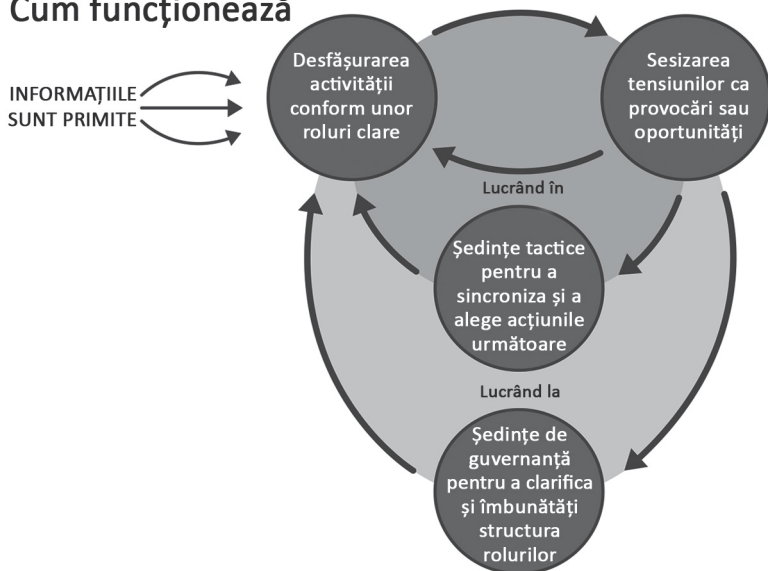 Cum funcționează
INFORMAȚIILE
SUNT PRIMITE
Desfășurarea
activității
conform unor
roluri clare
Sesizarea
tensiunilor ca
provocări sau
oportunități
Lucrând în
Ședințe tactice
pentru a
sincroniza și a
alege acțiunile
următoare
Lucrând la
Ședințe de
guvernanță
pentru a clarifica
și îmbunătăți
structura
rolurilor